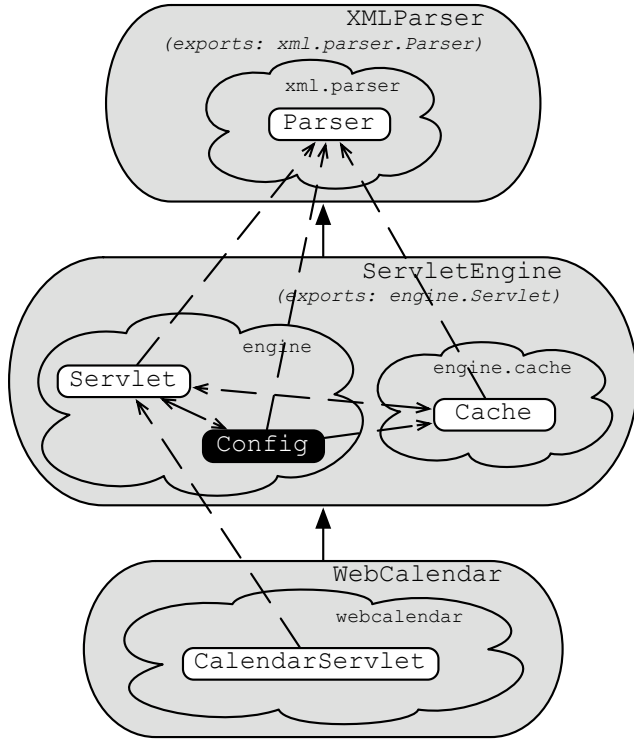 XMLParser
(exports: xml.parser.Parser)
xml.parser
Parser
ServletEngine
(exports: engine.Servlet)
engine
engine.cache
Servlet
Cache
Config
WebCalendar
webcalendar
CalendarServlet